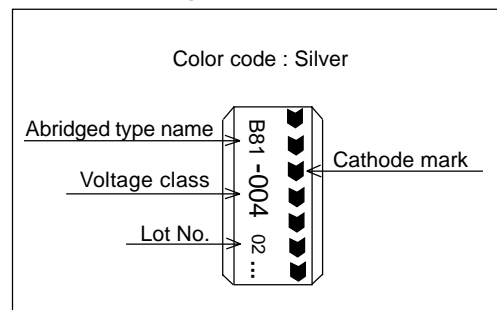 Color code : Silver
Abridged type name
Voltage class
Lot No.
B81 -004 02 ...
Cathode mark